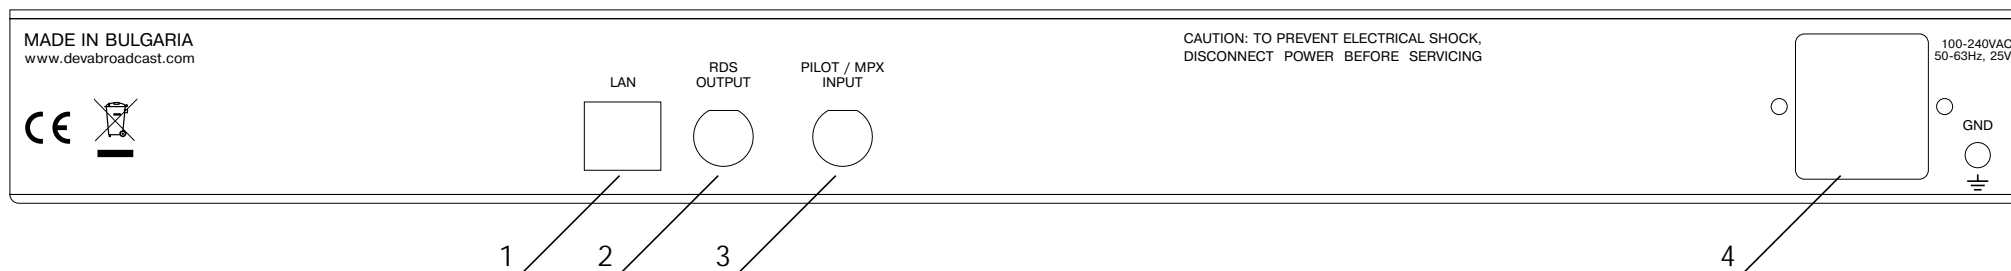 MADE IN BULGARIA
www.devabroadcast.com
CE
LAN
RDS
OUTPUT
PILOT / MPX
INPUT
CAUTION: TO PREVENT ELECTRICAL SHOCK,
DISCONNECT POWER BEFORE SERVICING
100-240VAC
50-63Hz, 25V
GND
1
2
3
4